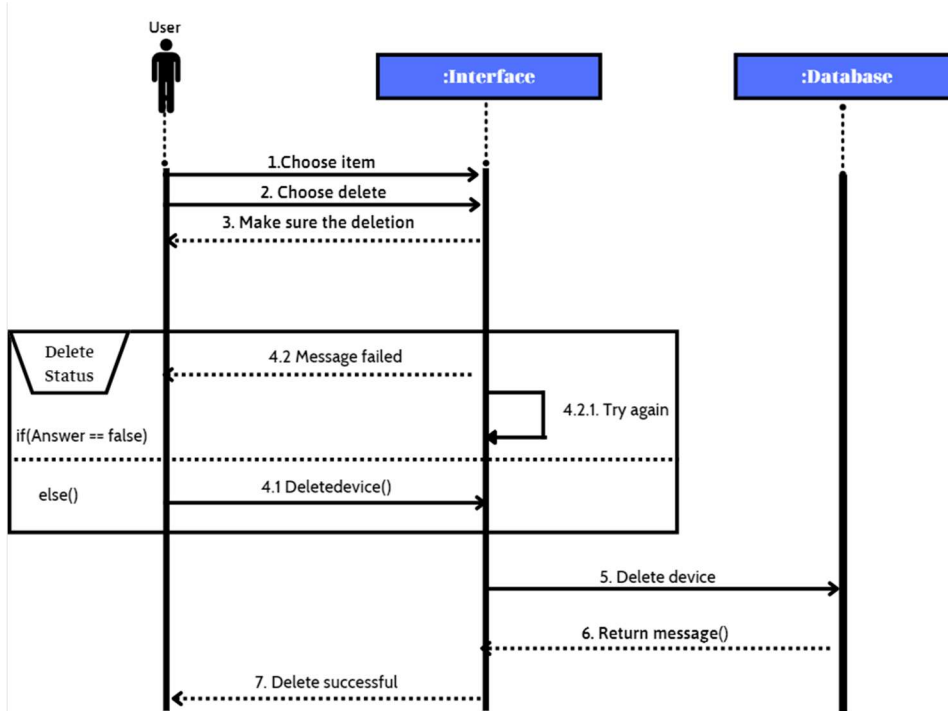 User
:Interface
:Database
1.Choose item
2. Choose delete
3. Make sure the deletion
Delete
Status
4.2 Message failed
4.2.1. Try again
if(Answer == false)
else()
4.1 Deletedevice()
5. Delete device
6. Return message()
7. Delete successful